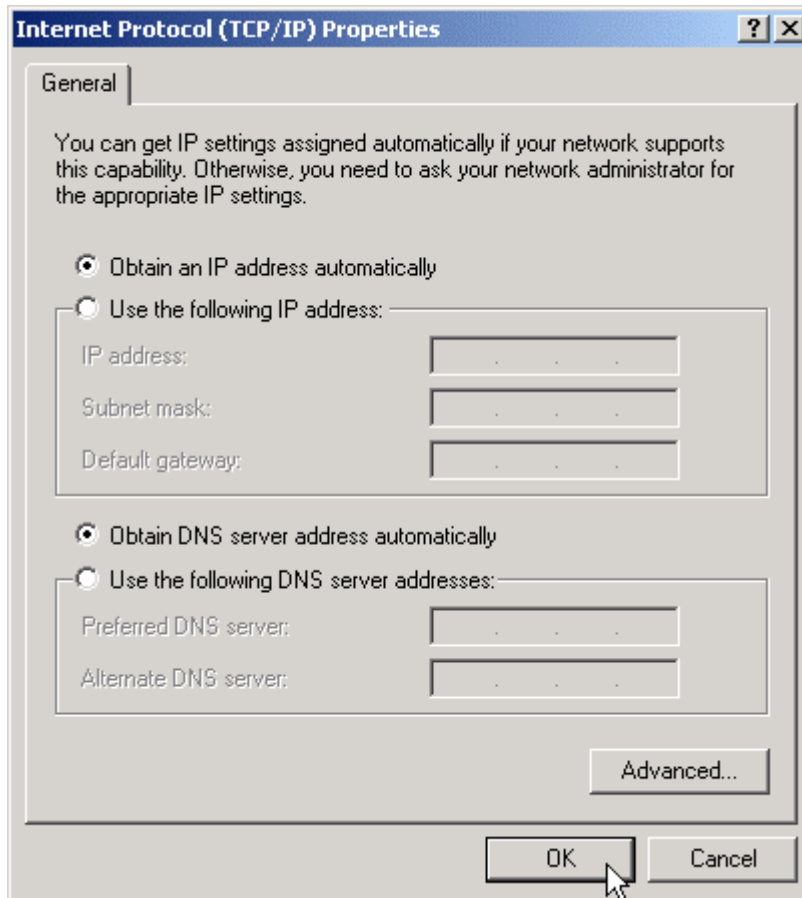 Internet Protocol (TCP/IP) Properties
General
You can get IP settings assigned automatically if your network supports
this capability. Otherwise, you need to ask your network administrator for
the appropriate IP settings.
Obtain an IP address automatically
Use the following IP address:
IP address:
Subnet mask:
Default gateway:
Obtain DNS server address automatically
Use the following DNS server addresses:
Preferred DNS server:
Alternate DNS server:
Advanced...
OK Cancel